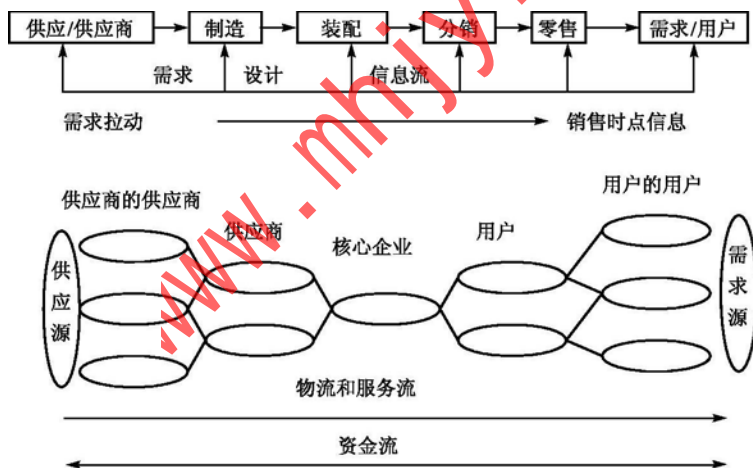 供应/供应商 制造 装配 分销 零售 需求/用户
需求 设计 信息流
需求拉动 销售时点信息
供应商的供应商 供应商 核心企业 用户 用户的用户
供应源 需求源
物流和服务流
资金流
www.mhjy.